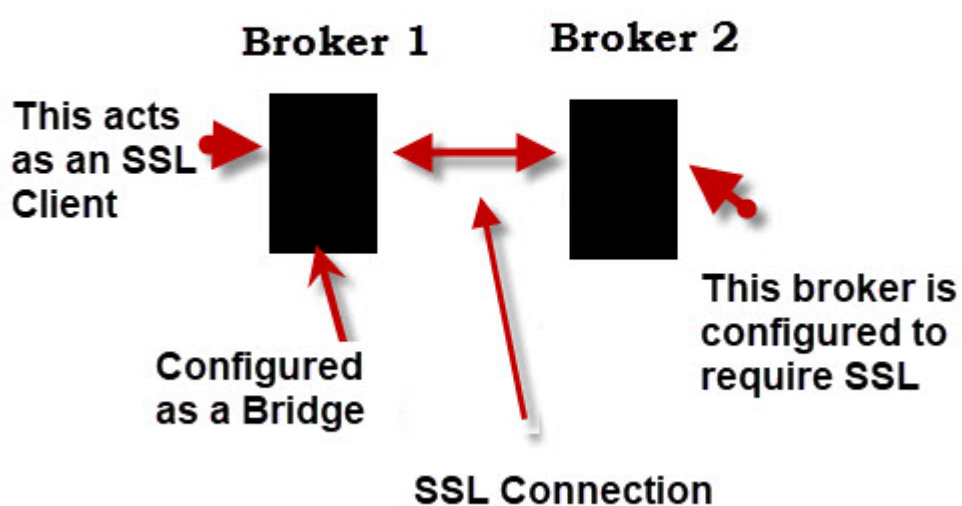 Broker 1
Broker 2
This acts
as an SSL
Client
This broker is
configured to
require SSL
Configured
as a Bridge
SSL Connection